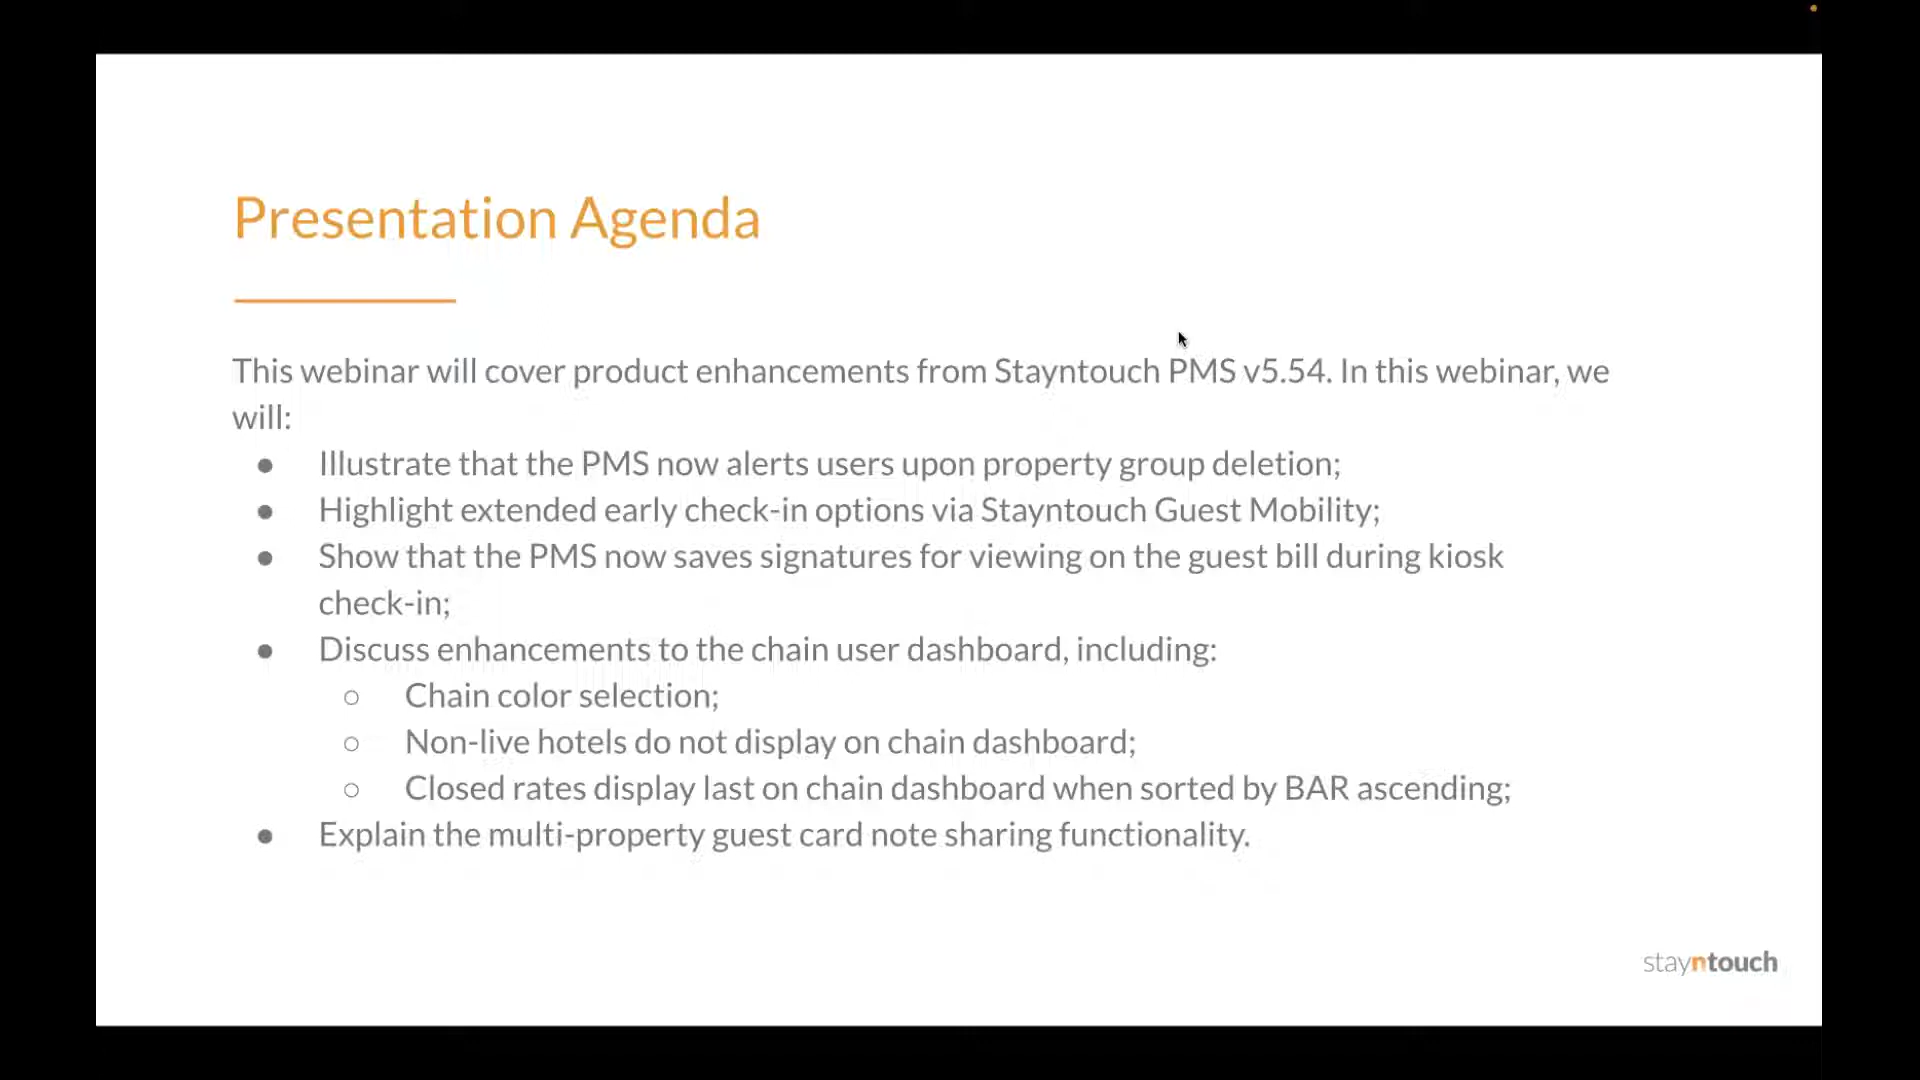 Presentation Agenda
This webinar will cover product enhancements from Stayntouch PMS v5.54. In this webinar, we
will:
● Illustrate that the PMS now alerts users upon property group deletion;
● Highlight extended early check-in options via Stayntouch Guest Mobility;
● Show that the PMS now saves signatures for viewing on the guest bill during kiosk
check-in;
● Discuss enhancements to the chain user dashboard, including:
○ Chain color selection;
○ Non-live hotels do not display on chain dashboard;
○ Closed rates display last on chain dashboard when sorted by BAR ascending;
● Explain the multi-property guest card note sharing functionality.
stayntouch